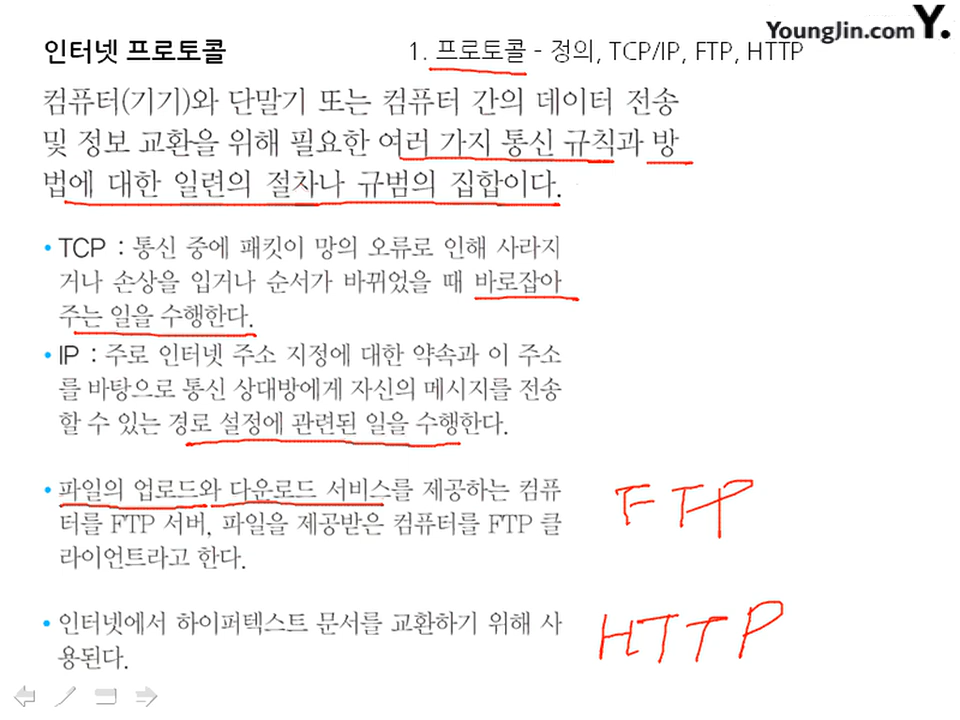 YoungJin.com Y.
인터넷 프로토콜 1. 프로토콜 - 정의, TCP/IP, FTP, HTTP
컴퓨터(기기)와 단말기 또는 컴퓨터 간의 데이터 전송
및 정보 교환을 위해 필요한 여러 가지 통신 규칙과 방
법에 대한 일련의 절차나 규범의 집합이다.
• TCP : 통신 중에 패킷이 망의 오류로 인해 사라지
거나 손상을 입거나 순서가 바뀌었을 때 바로잡아
주는 일을 수행한다.
• IP : 주로 인터넷 주소 지정에 대한 약속과 이 주소
를 바탕으로 통신 상대방에게 자신의 메시지를 전송
할 수 있는 경로 설정에 관련된 일을 수행한다.
• 파일의 업로드와 다운로드 서비스를 제공하는 컴퓨
터를 FTP 서버, 파일을 제공받은 컴퓨터를 FTP 클
라이언트라고 한다.
FTP
• 인터넷에서 하이퍼텍스트 문서를 교환하기 위해 사
용된다.
HTTP